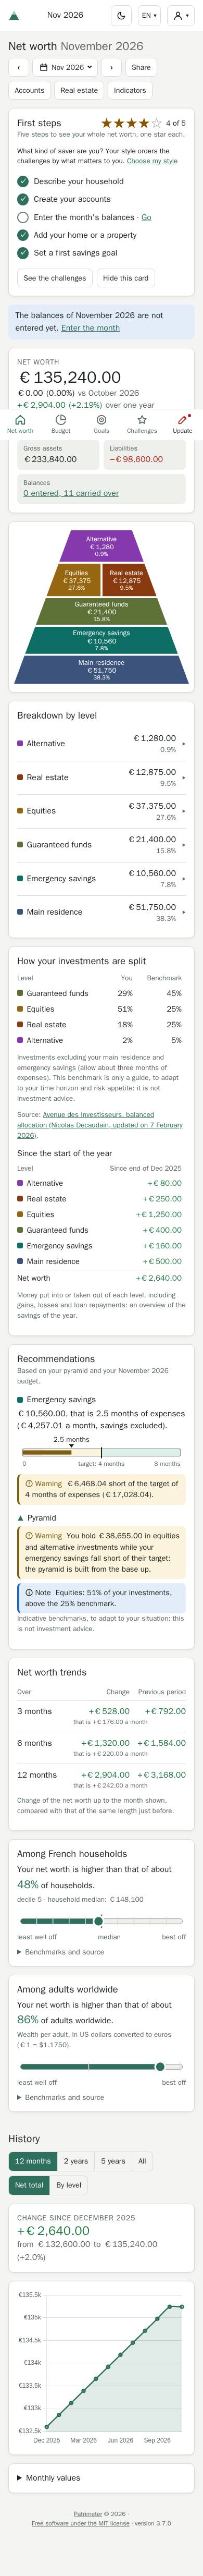 Nov 2026
EN ▾
Net worth November 2026
‹ Nov 2026 › Share
Accounts Real estate Indicators
First steps ★★★★☆ 4 of 5
Five steps to see your whole net worth, one star each.
What kind of saver are you? Your style orders the
challenges by what matters to you. Choose my style
Describe your household
Create your accounts
Enter the month's balances · Go
Add your home or a property
Set a first savings goal
See the challenges Hide this card
The balances of November 2026 are not
entered yet. Enter the month
NET WORTH
€ 135,240.00
€ 0.00 (0.00%) vs October 2026
+€ 2,904.00 (+2.19%) over one year
Net worth Budget Goals Challenges Update
Gross assets
€ 233,840.00
Liabilities
−€ 98,600.00
Balances
0 entered, 11 carried over
Alternative
€ 1,280
0.9%
Equities
€ 37,375
27.6%
Real estate
€ 12,875
9.5%
Guaranteed funds
€ 21,400
15.8%
Emergency savings
€ 10,560
7.8%
Main residence
€ 51,750
38.3%
Breakdown by level
Alternative € 1,280.00
0.9%
Real estate € 12,875.00
9.5%
Equities € 37,375.00
27.6%
Guaranteed funds € 21,400.00
15.8%
Emergency savings € 10,560.00
7.8%
Main residence € 51,750.00
38.3%
How your investments are split
Level You Benchmark
Guaranteed funds 29% 45%
Equities 51% 25%
Real estate 18% 25%
Alternative 2% 5%
Investments excluding your main residence and
emergency savings (allow about three months of
expenses). This benchmark is only a guide, to adapt
to your time horizon and risk appetite: it is not
investment advice.
Source: Avenue des Investisseurs, balanced
allocation (Nicolas Decaudain, updated on 7 February
2026).
Since the start of the year
Level Since end of Dec 2025
Alternative +€ 80.00
Real estate +€ 250.00
Equities +€ 1,250.00
Guaranteed funds +€ 400.00
Emergency savings +€ 160.00
Main residence +€ 500.00
Net worth +€ 2,640.00
Money put into or taken out of each level, including
gains, losses and loan repayments: an overview of the
savings of the year.
Recommendations
Based on your pyramid and your November 2026
budget.
Emergency savings
€ 10,560.00, that is 2.5 months of expenses
(€ 4,257.01 a month, savings excluded).
2.5 months
0 target: 4 months 8 months
Warning € 6,468.04 short of the target of
4 months of expenses (€ 17,028.04).
Pyramid
Warning You hold € 38,655.00 in equities
and alternative investments while your
emergency savings fall short of their target:
the pyramid is built from the base up.
Note Equities: 51% of your investments,
above the 25% benchmark.
Indicative benchmarks, to adapt to your situation: this
is not investment advice.
Net worth trends
Over Change Previous period
3 months +€ 528.00 +€ 792.00
that is +€ 176.00 a month
6 months +€ 1,320.00 +€ 1,584.00
that is +€ 220.00 a month
12 months +€ 2,904.00 +€ 3,168.00
that is +€ 242.00 a month
Change of the net worth up to the month shown,
compared with that of the same length just before.
Among French households
Your net worth is higher than that of about
48% of households.
decile 5 · household median: € 148,100
least well off median best off
▸ Benchmarks and source
Among adults worldwide
Your net worth is higher than that of about
86% of adults worldwide.
Wealth per adult, in US dollars converted to euros
(€ 1 = $1.1750).
least well off best off
▸ Benchmarks and source
History
12 months 2 years 5 years All
Net total By level
CHANGE SINCE DECEMBER 2025
+€ 2,640.00
from € 132,600.00 to € 135,240.00
(+2.0%)
€135.5k
€135k
€134.5k
€134k
€133.5k
€133k
€132.5k
Dec 2025 Mar 2026 Jun 2026 Sep 2026
▸ Monthly values
Patrimeter © 2026 ·
Free software under the MIT license · version 3.7.0